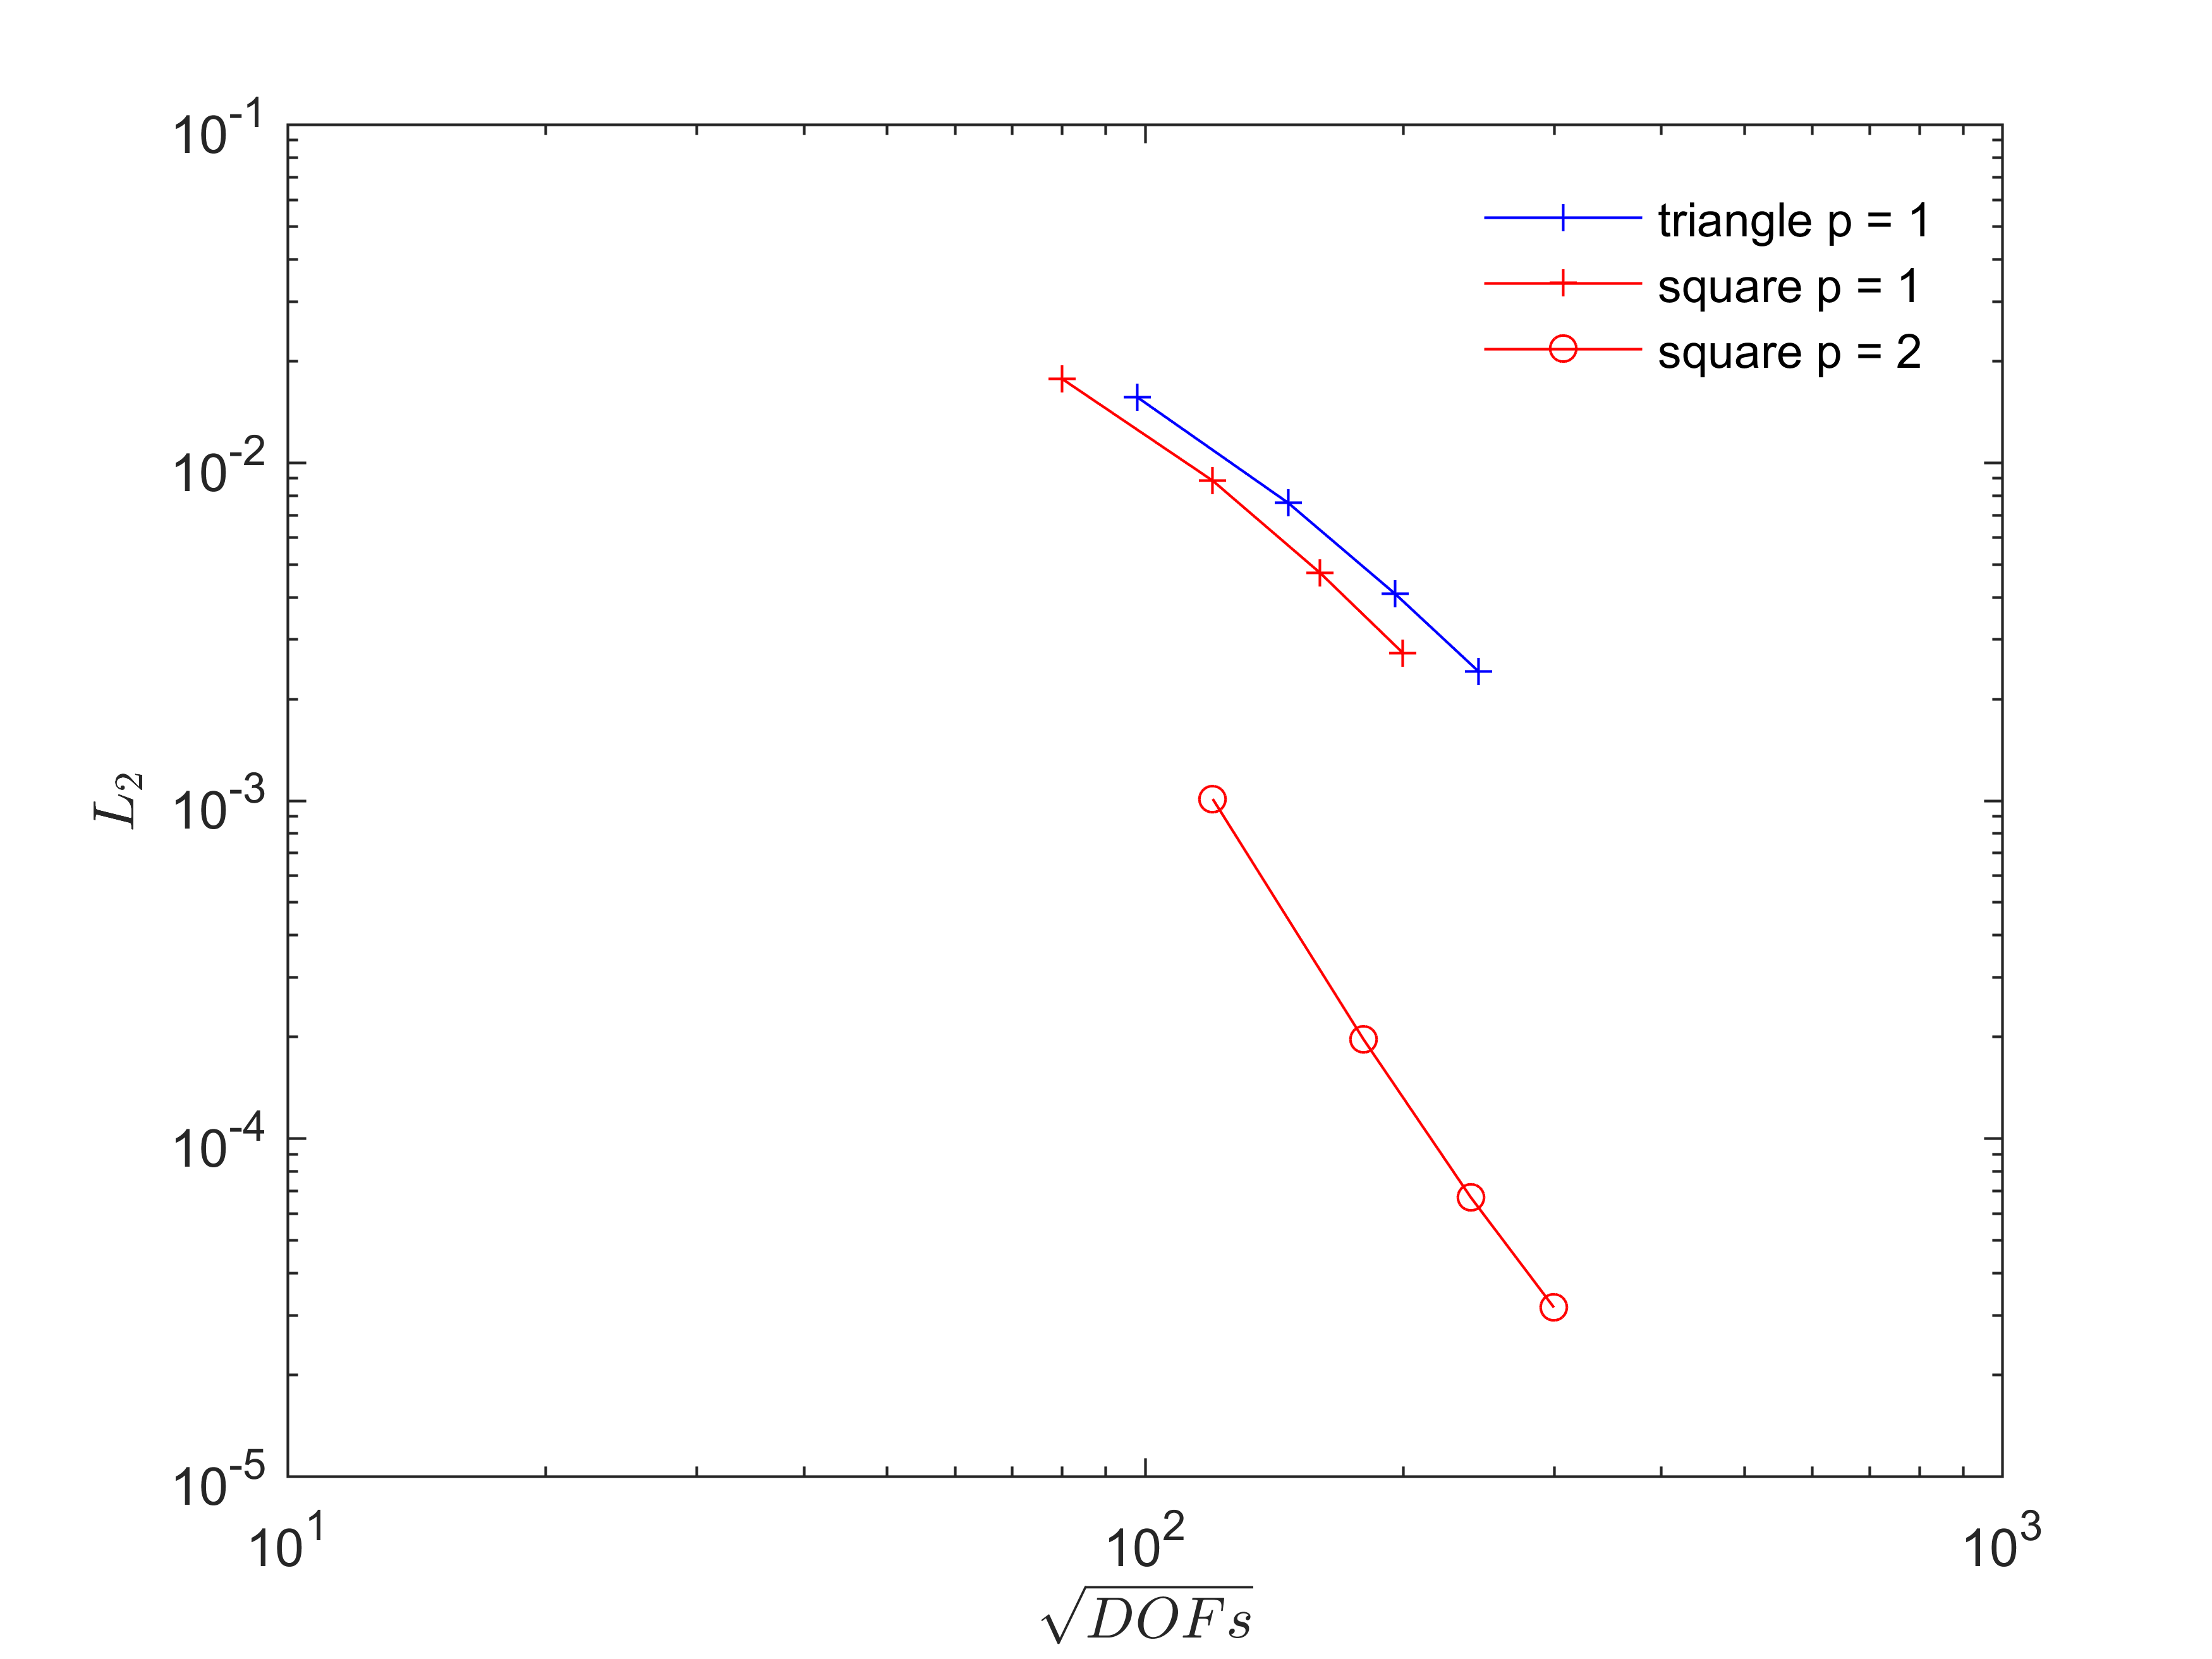 10^-1
triangle p = 1
square p = 1
square p = 2
10^-2
L_2
10^-3
10^-4
10^-5
10^1
10^2
10^3
√DOFs